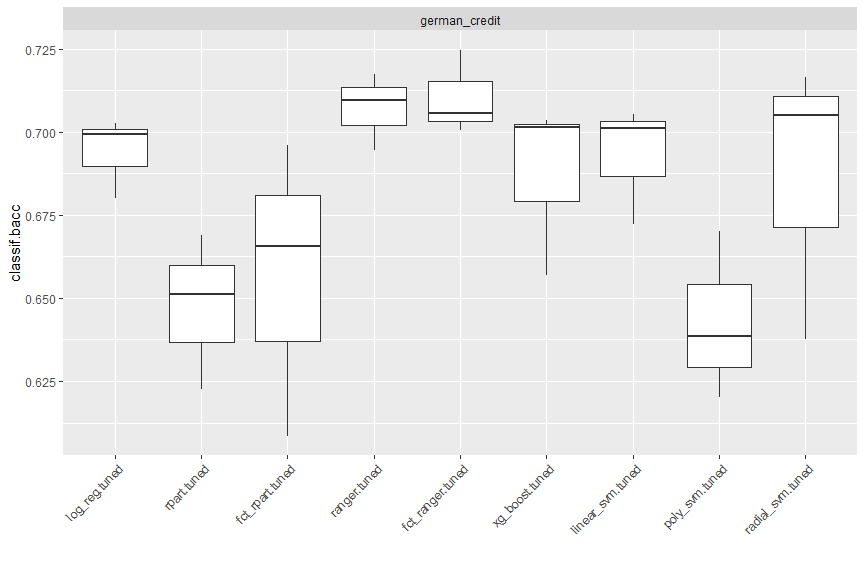 german_credit
classif.bacc
0.725
0.700
0.675
0.650
0.625
log_reg.tuned
rpart.tuned
fct_rpart.tuned
ranger.tuned
fct_ranger.tuned
xg_boost.tuned
linear_svm.tuned
poly_svm.tuned
radial_svm.tuned